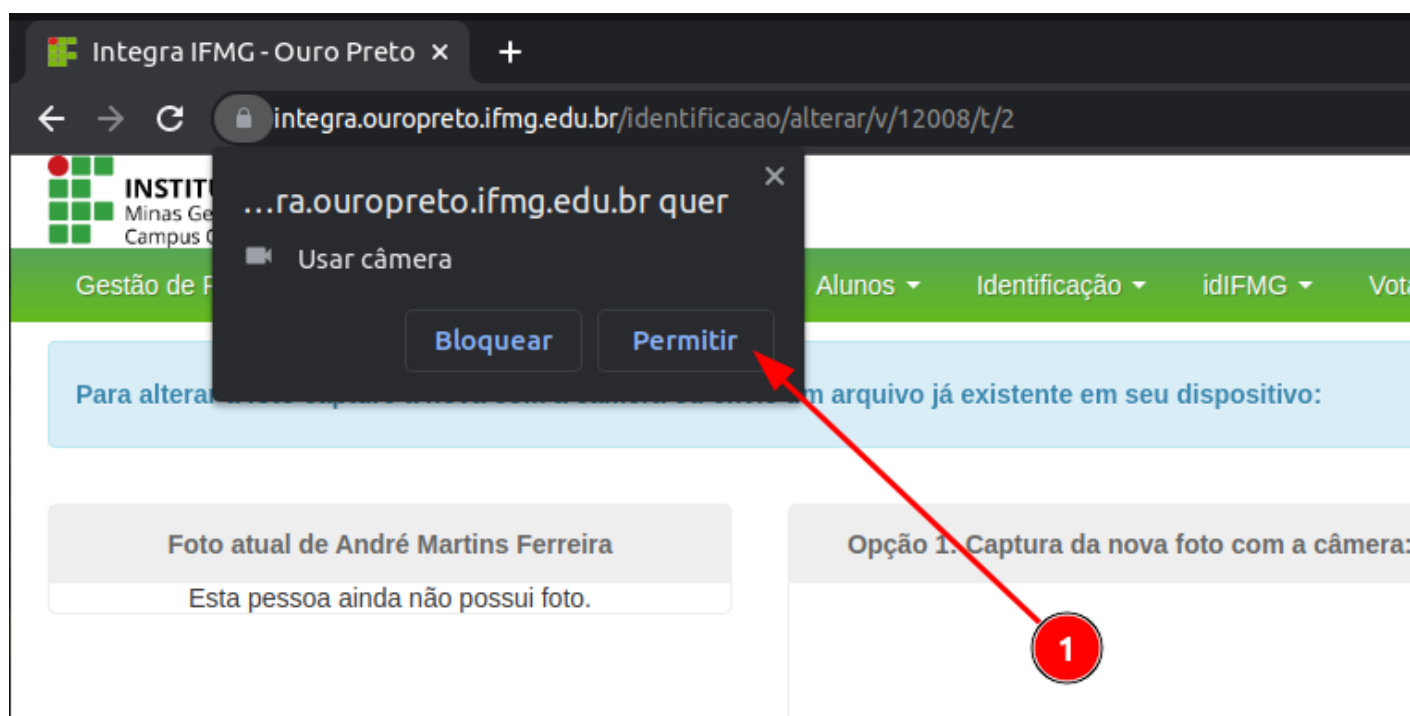 Integra IFMG - Ouro Preto
integra.ouropreto.ifmg.edu.br/identificacao/alterar/v/12008/t/2
INSTIT
Minas Ge
Campus
...ra.ouropreto.ifmg.edu.br quer
Usar câmera
Bloquear Permitir
Gestão de Alunos Identificação idIFMG Vot
Para alterar m arquivo já existente em seu dispositivo:
Foto atual de André Martins Ferreira
Esta pessoa ainda não possui foto.
Opção 1: Captura da nova foto com a câmera:
1